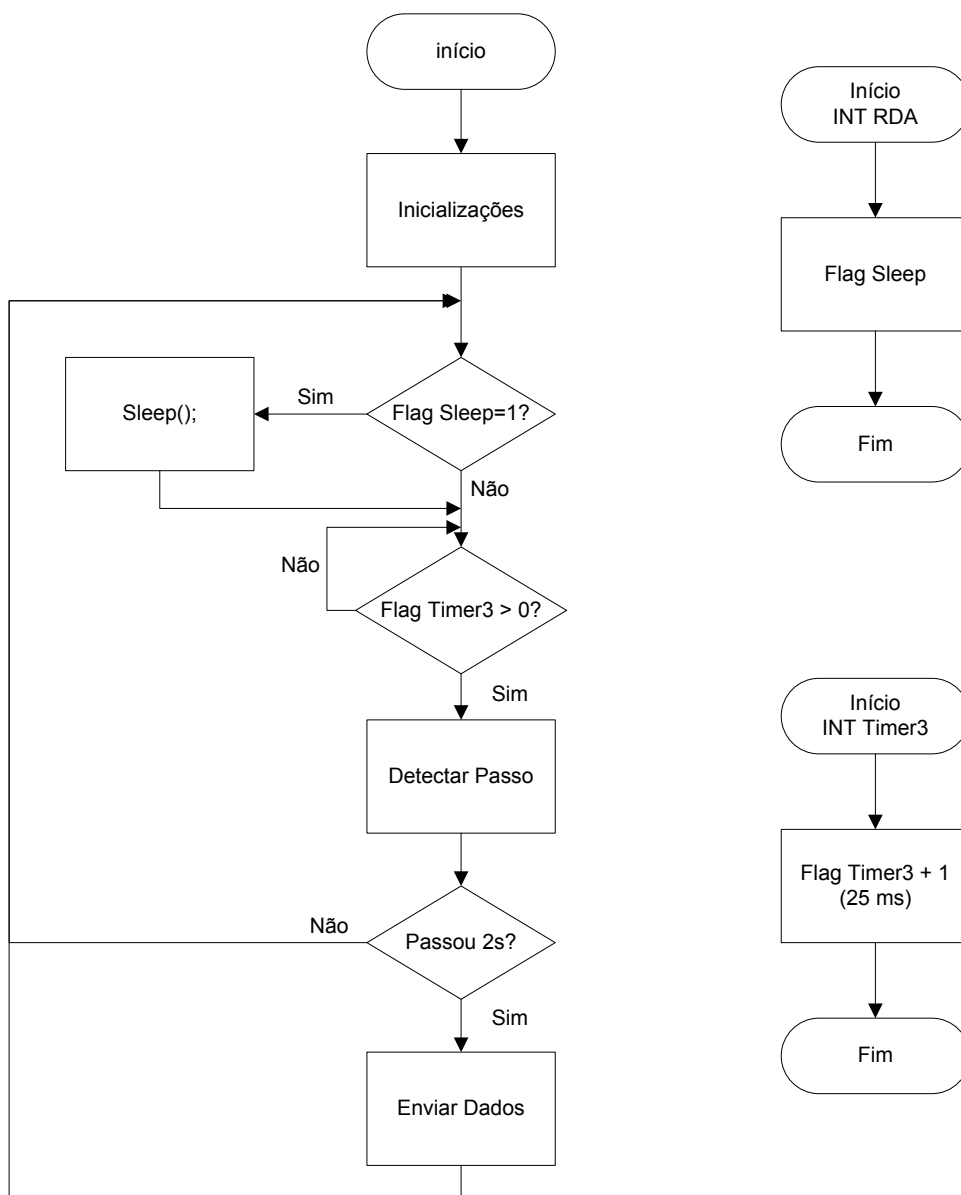 início
Inicializações
Flag Sleep=1?
Sim
Sleep();
Não
Flag Timer3 > 0?
Não
Sim
Detectar Passo
Passou 2s?
Não
Sim
Enviar Dados
Início
INT RDA
Flag Sleep
Fim
Início
INT Timer3
Flag Timer3 + 1
(25 ms)
Fim